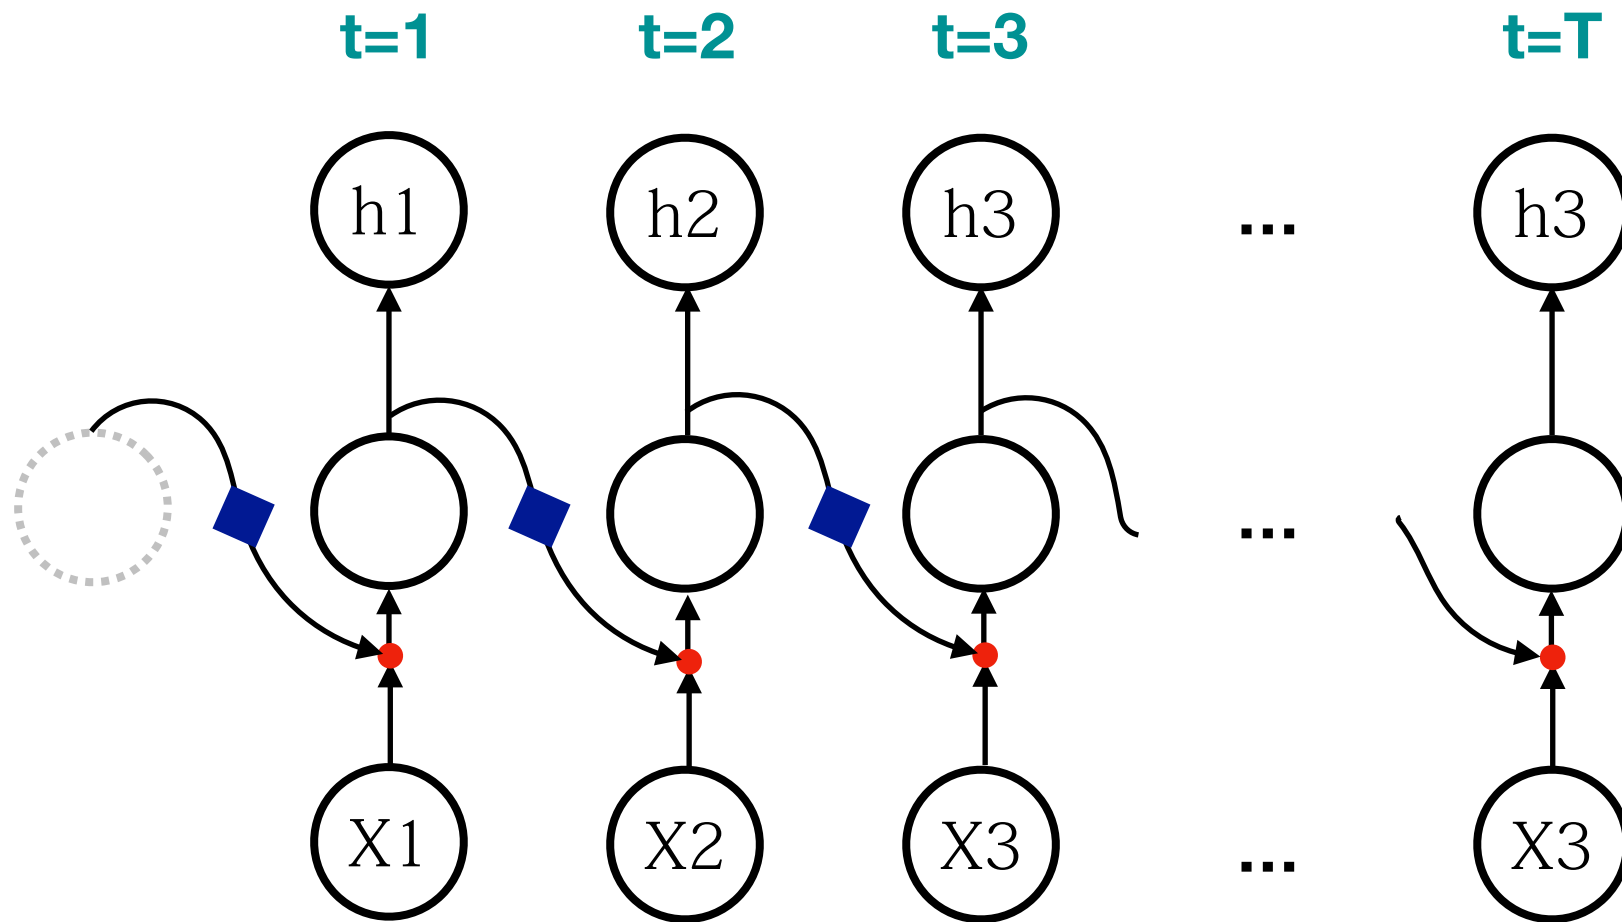 t=1 t=2 t=3 t=T
h1 h2 h3 ... h3
...
X1 X2 X3 ... X3